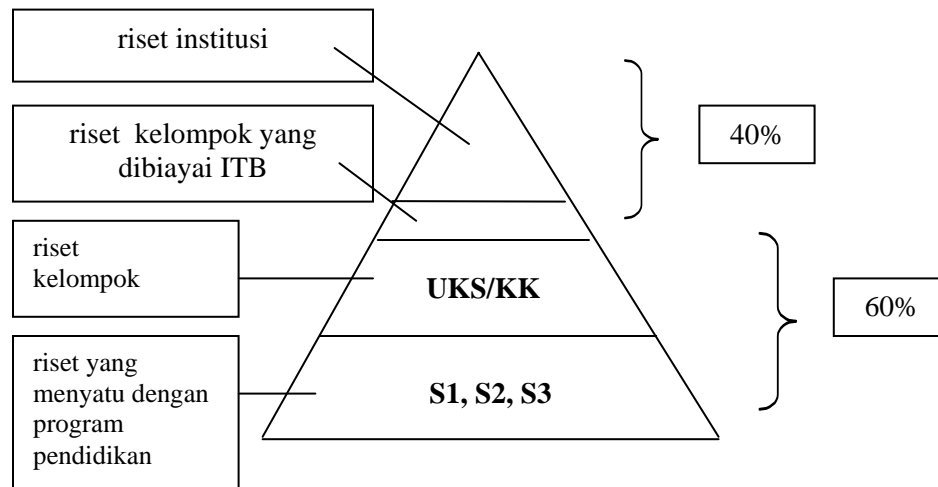 riset institusi
riset kelompok yang
dibiayai ITB
40%
riset
kelompok
UKS/KK
60%
riset yang
menyatu dengan
program
pendidikan
S1, S2, S3